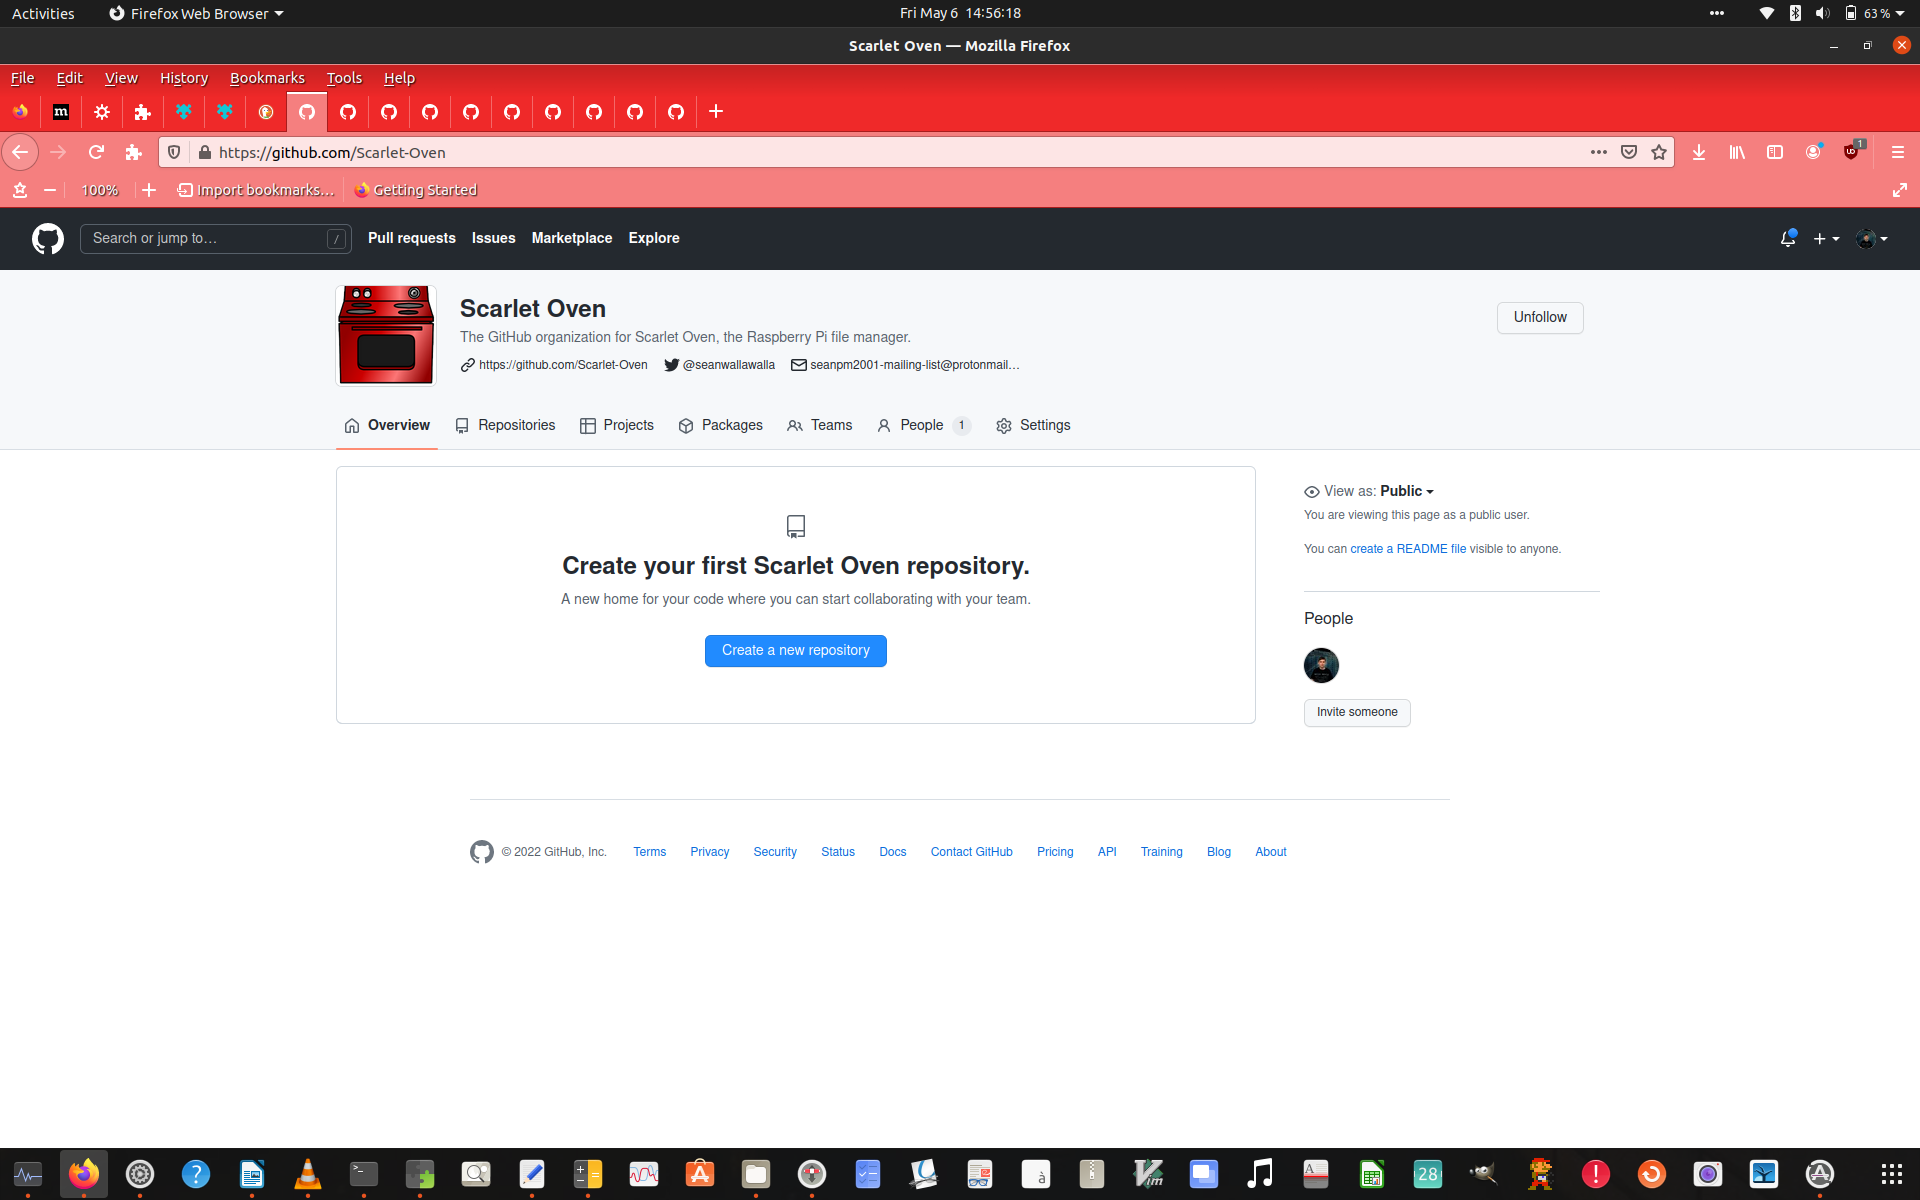 Activities Firefox Web Browser Fri May 6 14:56:18 63 %
Scarlet Oven — Mozilla Firefox
File Edit View History Bookmarks Tools Help
m
https://github.com/Scarlet-Oven 1
100% Import bookmarks… Getting Started
Search or jump to… / Pull requests Issues Marketplace Explore
Scarlet Oven
Unfollow
The GitHub organization for Scarlet Oven, the Raspberry Pi file manager.
https://github.com/Scarlet-Oven @seanwallawalla seanpm2001-mailing-list@protonmail…
Overview Repositories Projects Packages Teams People 1 Settings
View as: Public
You are viewing this page as a public user.
You can create a README file visible to anyone.
Create your first Scarlet Oven repository.
A new home for your code where you can start collaborating with your team.
Create a new repository
People
Invite someone
© 2022 GitHub, Inc. Terms Privacy Security Status Docs Contact GitHub Pricing API Training Blog About
28